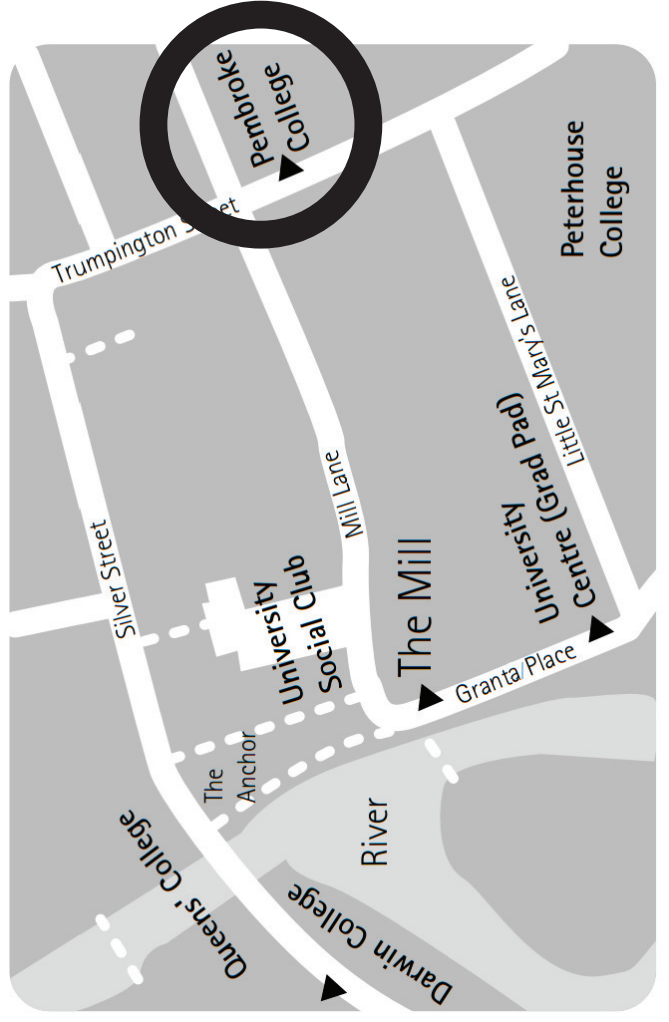 Pembroke
College
Trumpington Street
Peterhouse
College
Little St Mary's Lane
Mill Lane
University
Centre (Grad Pad)
Silver Street
University
Social Club
The Mill
Granta Place
The
Anchor
River
Queens' College
Darwin College